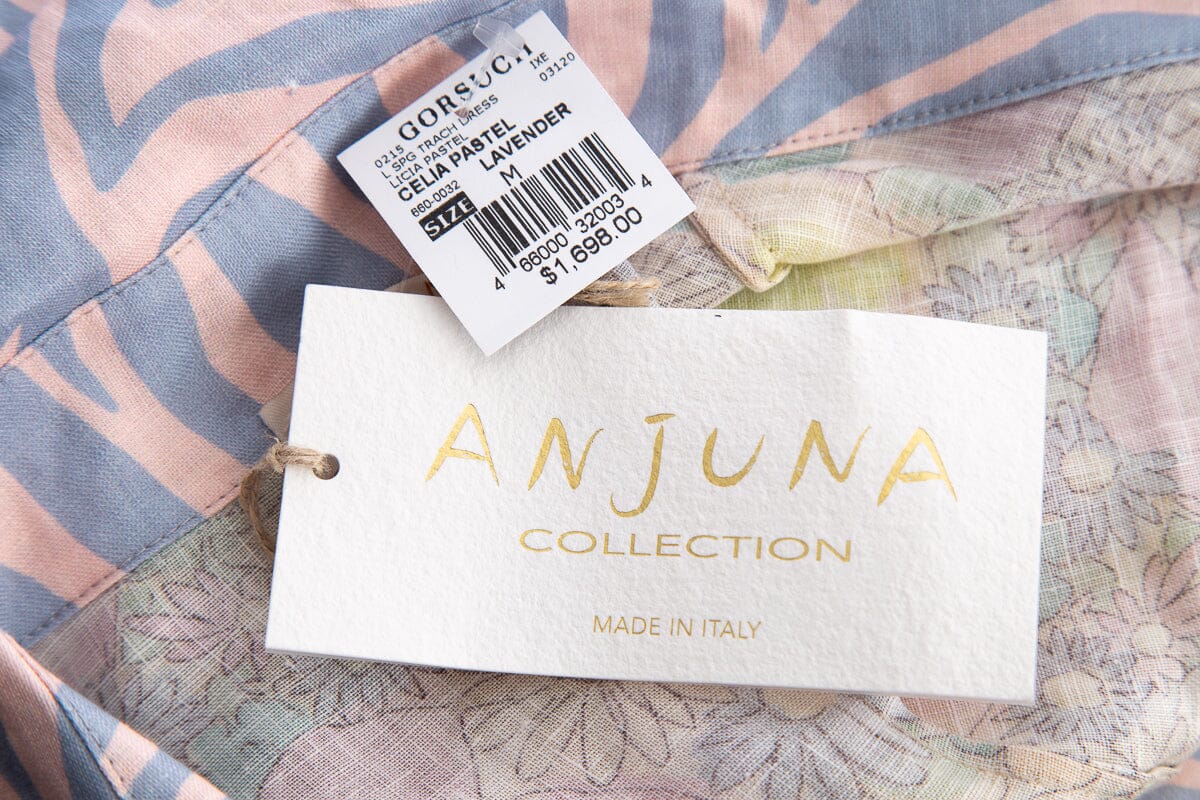 GORSUCH
0215 IXE
L SPG TRACH DRESS 03120
LICIA PASTEL
CELIA PASTEL
LAVENDER
660-0032 M
SIZE
4 66000 32003 4
$1,698.00
ANJUNA
COLLECTION
MADE IN ITALY